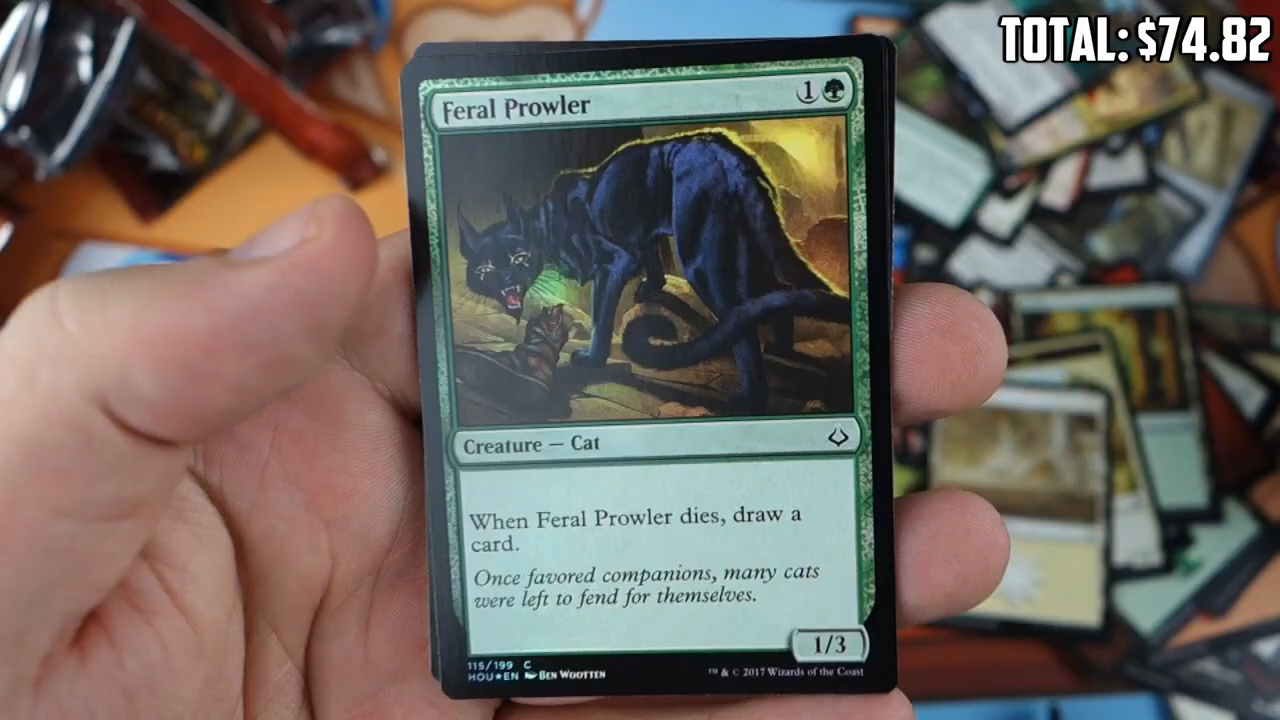 TOTAL: $74.82
Feral Prowler 1
Creature — Cat
When Feral Prowler dies, draw a
card.
Once favored companions, many cats
were left to fend for themselves.
1/3
115/199 C
HOU★EN Ben Wootten
™ & © 2017 Wizards of the Coast